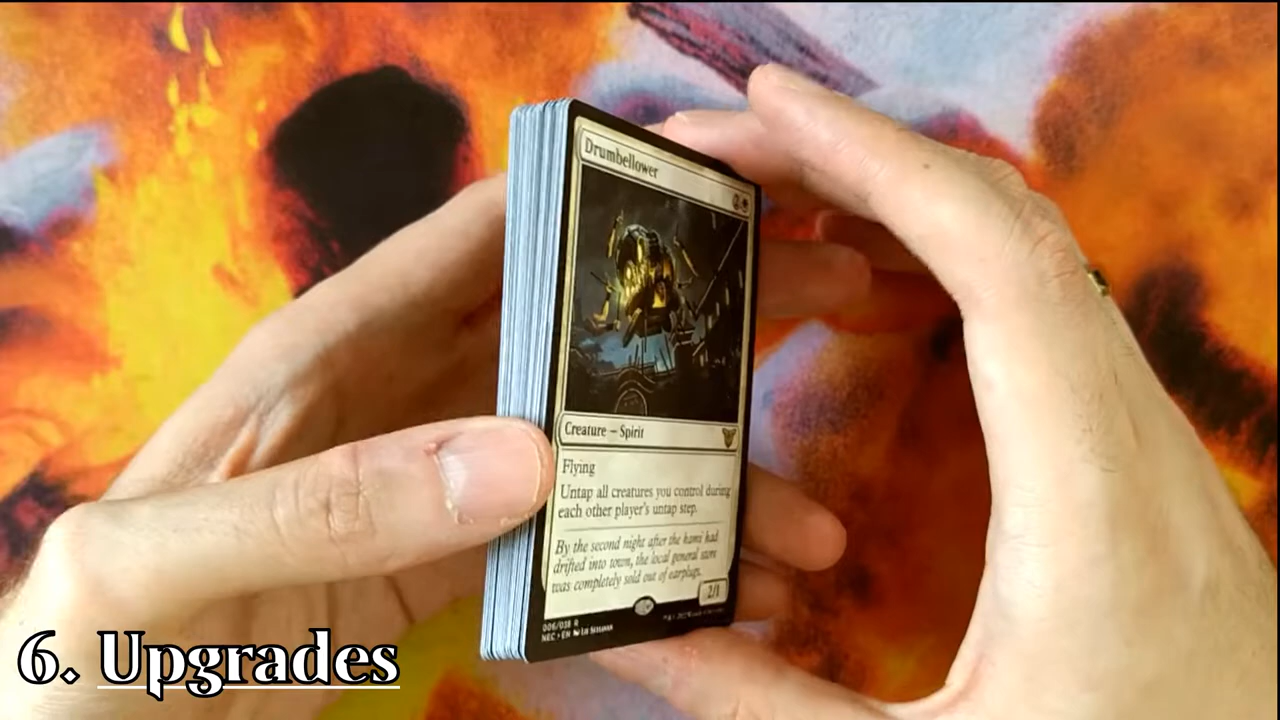 Drumbellower
Creature – Spirit
Flying
Untap all creatures you control during
each other player's untap step.
By the second night after the kami had
drifted into town, the local general store
was completely sold out of earplugs.
2/1
006/038 R
NEC • EN
6. Upgrades